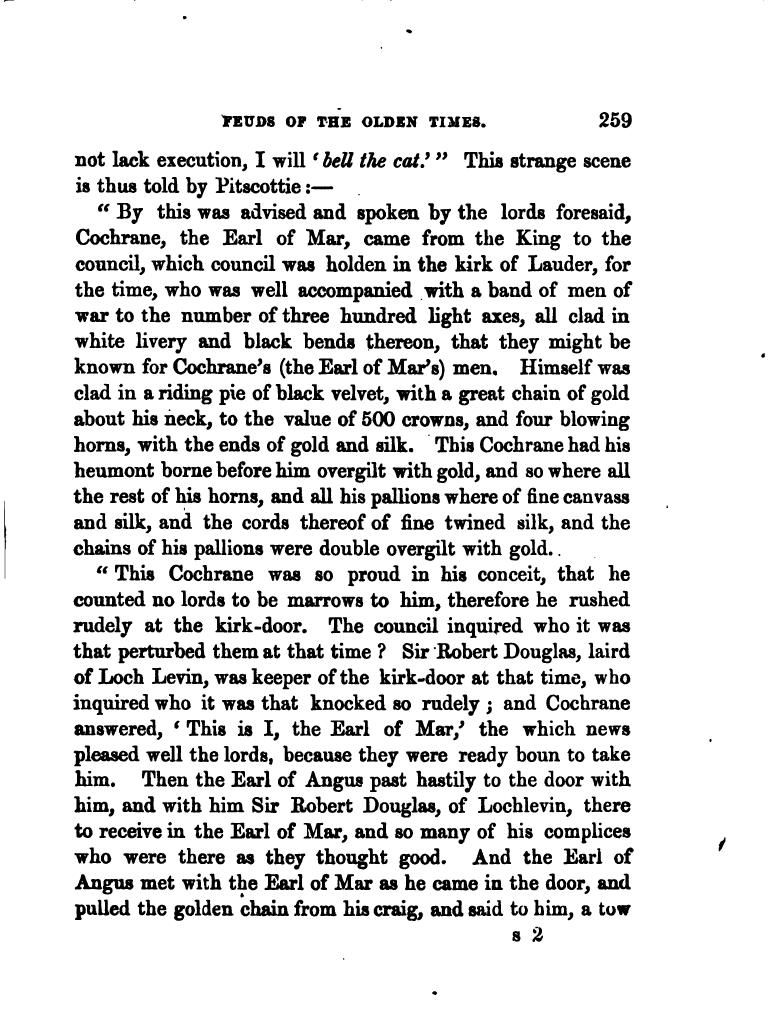 FEUDS OF THE OLDEN TIMES. 259
not lack execution, I will ‘ bell the cat.’ ” This strange scene
is thus told by Pitscottie :—
“ By this was advised and spoken by the lords foresaid,
Cochrane, the Earl of Mar, came from the King to the
council, which council was holden in the kirk of Lauder, for
the time, who was well accompanied with a band of men of
war to the number of three hundred light axes, all clad in
white livery and black bends thereon, that they might be
known for Cochrane’s (the Earl of Mar’s) men. Himself was
clad in a riding pie of black velvet, with a great chain of gold
about his neck, to the value of 500 crowns, and four blowing
horns, with the ends of gold and silk. This Cochrane had his
heumont borne before him overgilt with gold, and so where all
the rest of his horns, and all his pallions where of fine canvass
and silk, and the cords thereof of fine twined silk, and the
chains of his pallions were double overgilt with gold.
“ This Cochrane was so proud in his conceit, that he
counted no lords to be marrows to him, therefore he rushed
rudely at the kirk-door. The council inquired who it was
that perturbed them at that time ? Sir Robert Douglas, laird
of Loch Levin, was keeper of the kirk-door at that time, who
inquired who it was that knocked so rudely ; and Cochrane
answered, ‘ This is I, the Earl of Mar,’ the which news
pleased well the lords, because they were ready boun to take
him. Then the Earl of Angus past hastily to the door with
him, and with him Sir Robert Douglas, of Lochlevin, there
to receive in the Earl of Mar, and so many of his complices
who were there as they thought good. And the Earl of
Angus met with the Earl of Mar as he came in the door, and
pulled the golden chain from his craig, and said to him, a tow
s 2